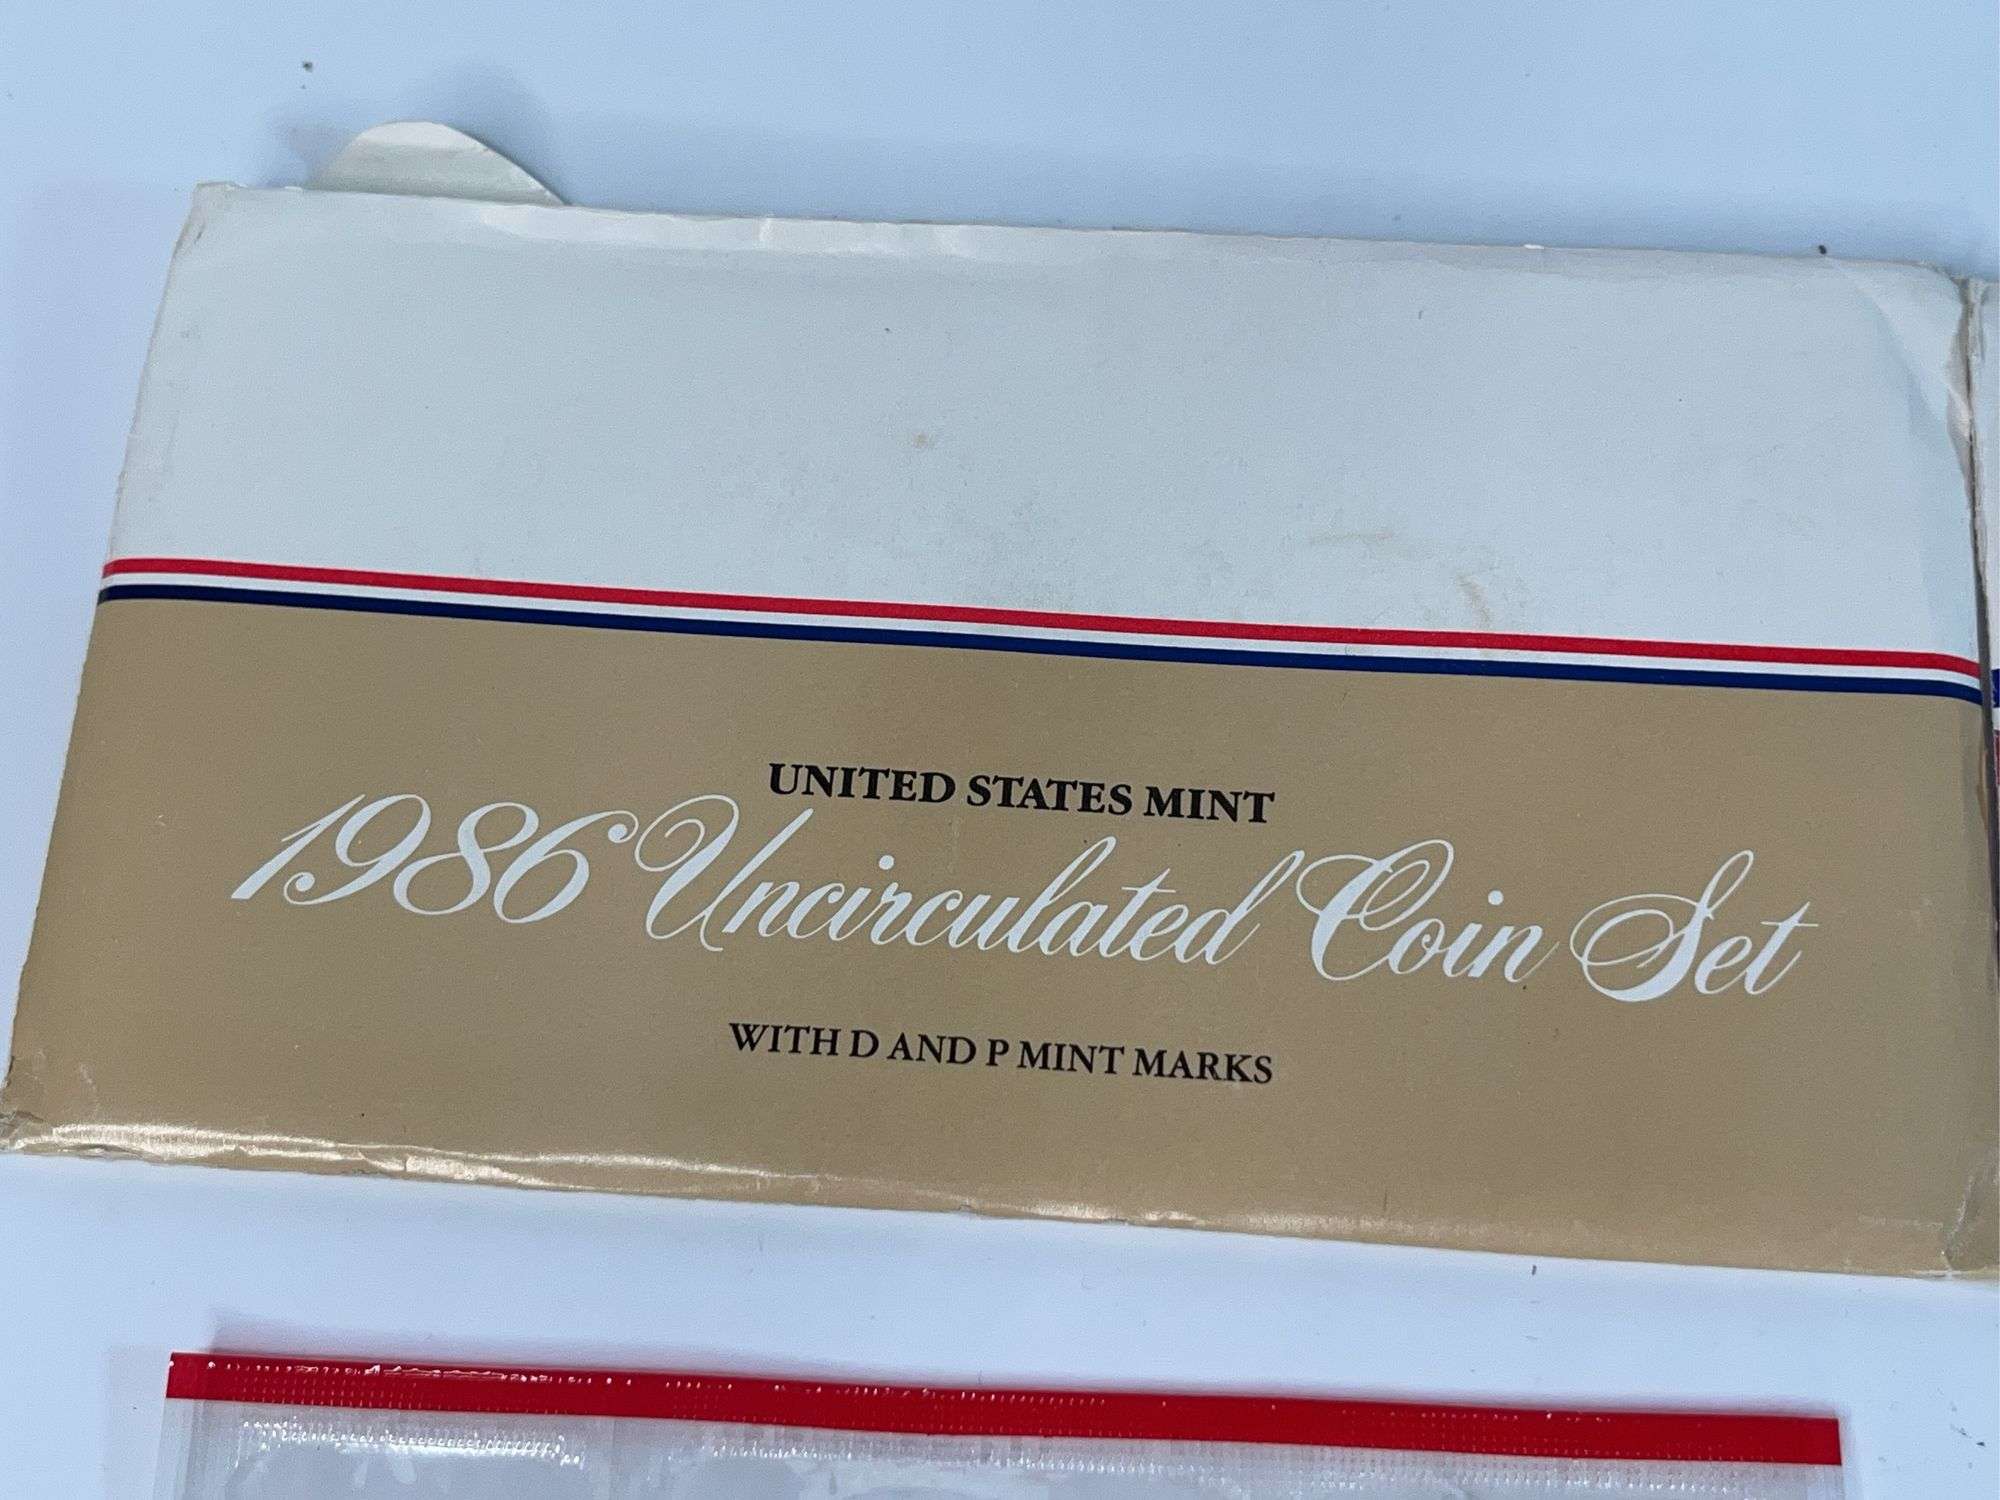 UNITED STATES MINT
1986 Uncirculated Coin Set
WITH D AND P MINT MARKS